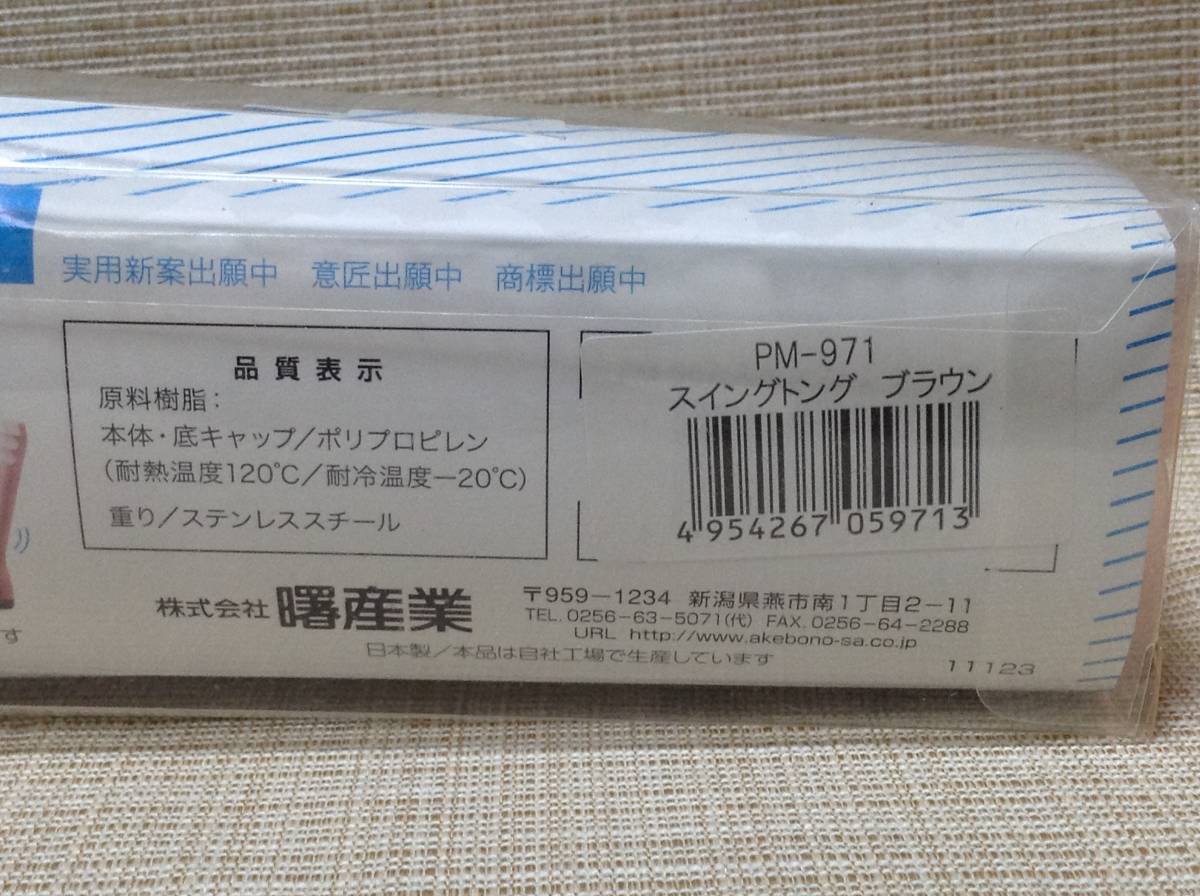 実用新案出願中 意匠出願中 商標出願中
品質表示
原料樹脂:
本体・底キャップ/ポリプロピレン
(耐熱温度120℃/耐冷温度−20℃)
重り/ステンレススチール
PM-971
スイングトング ブラウン
4 954267 059713
株式会社 曙産業
〒959−1234 新潟県燕市南1丁目2−11
TEL. 0256−63−5071(代) FAX. 0256−64−2288
URL http://www.akebono-sa.co.jp
日本製/本品は自社工場で生産しています
11123
す